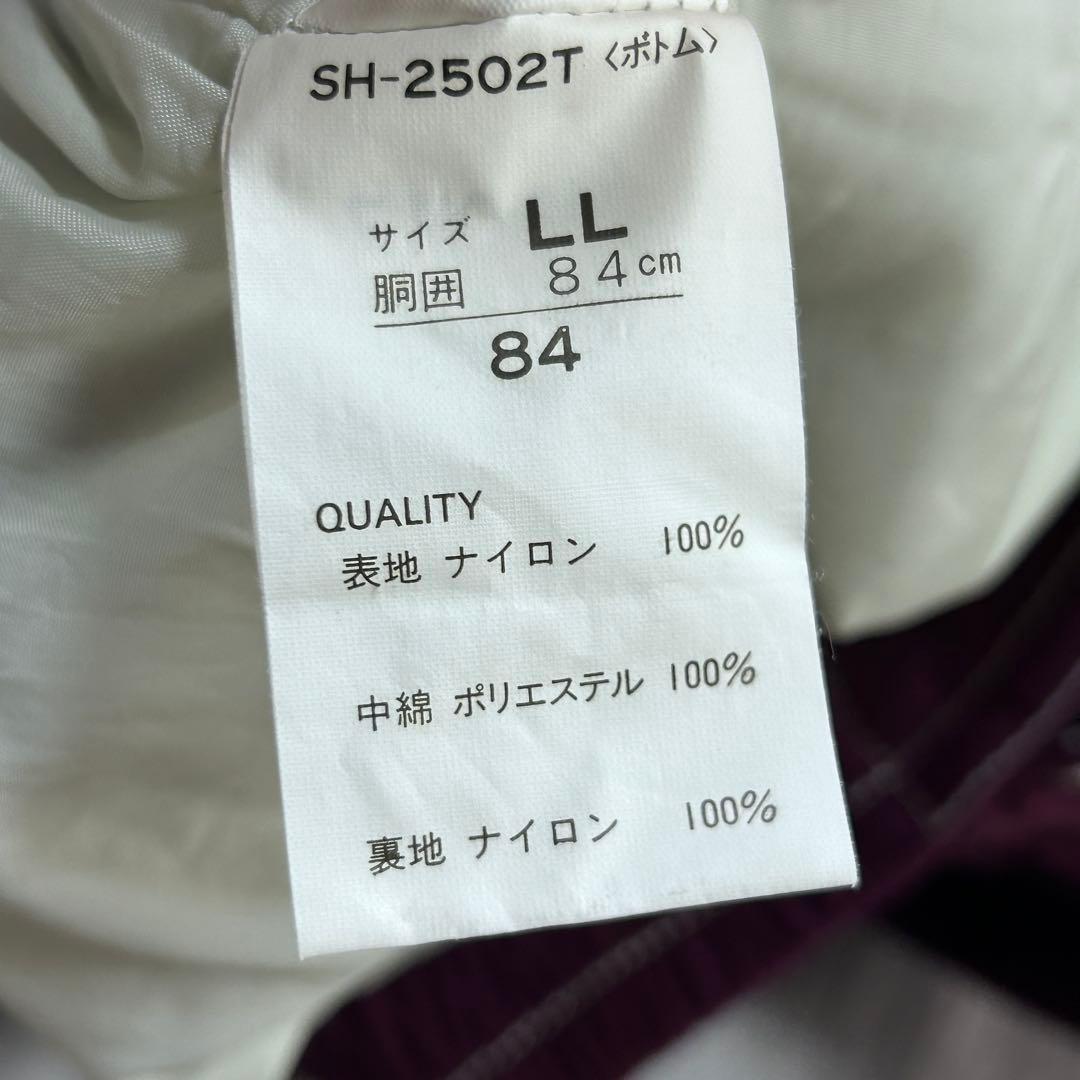 SH-2502T〈ボトム〉
サイズ LL
胴囲 84cm
84
QUALITY
表地 ナイロン 100%
中綿 ポリエステル 100%
裏地 ナイロン 100%